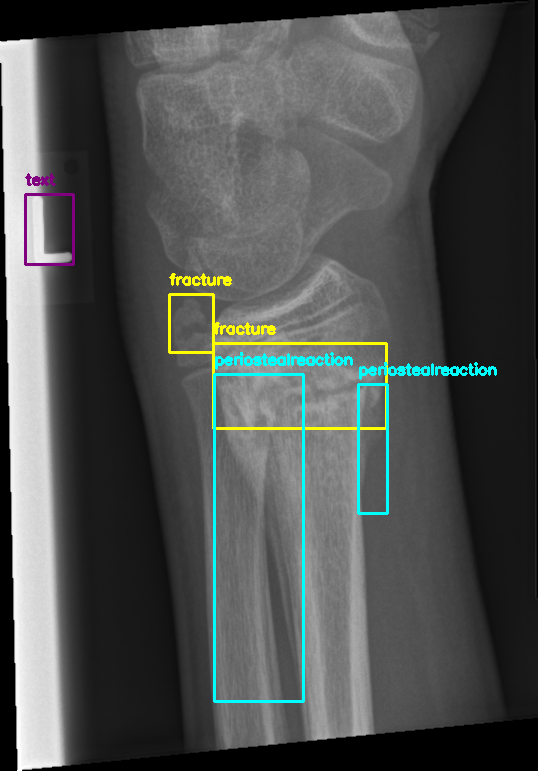 text
L
fracture
fracture
periostealreaction
periostealreaction